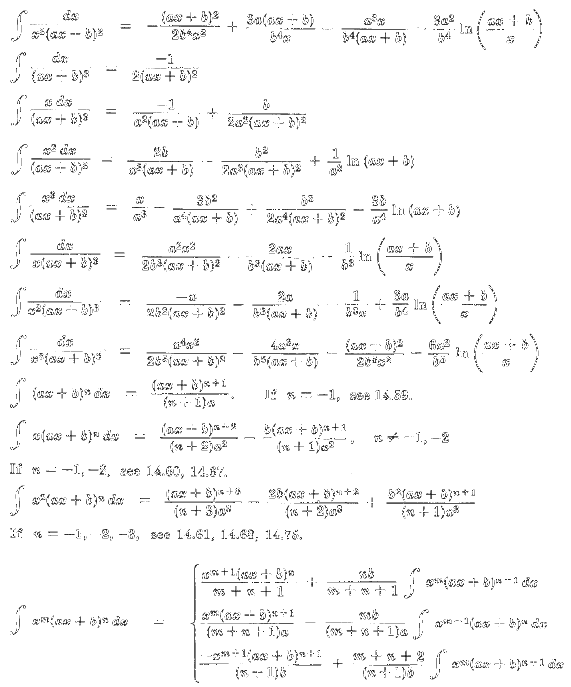 \int \frac{dx}{x^3(ax+b)^2} = -\frac{(ax+b)^2}{2b^4x^2} + \frac{3a(ax+b)}{b^4x} - \frac{a^3x}{b^4(ax+b)} - \frac{3a^2}{b^4} \ln\left(\frac{ax+b}{x}\right)
\int \frac{dx}{(ax+b)^3} = \frac{-1}{2(ax+b)^2}
\int \frac{x\,dx}{(ax+b)^3} = \frac{-1}{a^2(ax+b)} + \frac{b}{2a^2(ax+b)^2}
\int \frac{x^2\,dx}{(ax+b)^3} = \frac{2b}{a^3(ax+b)} - \frac{b^2}{2a^3(ax+b)^2} + \frac{1}{a^3} \ln(ax+b)
\int \frac{x^3\,dx}{(ax+b)^3} = \frac{x}{a^3} - \frac{3b^2}{a^4(ax+b)} + \frac{b^3}{2a^4(ax+b)^2} - \frac{3b}{a^4} \ln(ax+b)
\int \frac{dx}{x(ax+b)^3} = \frac{a^2x^2}{2b^3(ax+b)^2} - \frac{2ax}{b^3(ax+b)} - \frac{1}{b^3} \ln\left(\frac{ax+b}{x}\right)
\int \frac{dx}{x^2(ax+b)^3} = \frac{-a}{2b^2(ax+b)^2} - \frac{2a}{b^3(ax+b)} - \frac{1}{b^3x} + \frac{3a}{b^4} \ln\left(\frac{ax+b}{x}\right)
\int \frac{dx}{x^3(ax+b)^3} = \frac{a^4x^2}{2b^5(ax+b)^2} - \frac{4a^3x}{b^5(ax+b)} - \frac{(ax+b)^2}{2b^5x^2} - \frac{6a^2}{b^5} \ln\left(\frac{ax+b}{x}\right)
\int (ax+b)^n\,dx = \frac{(ax+b)^{n+1}}{(n+1)a}. If n = -1, see 14.59.
\int x(ax+b)^n\,dx = \frac{(ax+b)^{n+2}}{(n+2)a^2} - \frac{b(ax+b)^{n+1}}{(n+1)a^2}, n \neq -1,-2
If n = -1,-2, see 14.60, 14.67.
\int x^2(ax+b)^n\,dx = \frac{(ax+b)^{n+3}}{(n+3)a^3} - \frac{2b(ax+b)^{n+2}}{(n+2)a^3} + \frac{b^2(ax+b)^{n+1}}{(n+1)a^3}
If n = -1,-2,-3, see 14.61, 14.68, 14.75.
\frac{x^{m+1}(ax+b)^n}{m+n+1} + \frac{nb}{m+n+1} \int x^m(ax+b)^{n-1}\,dx
\int x^m(ax+b)^n\,dx = \frac{x^m(ax+b)^{n+1}}{(m+n+1)a} - \frac{mb}{(m+n+1)a} \int x^{m-1}(ax+b)^n\,dx
\frac{-x^{m+1}(ax+b)^{n+1}}{(n+1)b} + \frac{m+n+2}{(n+1)b} \int x^m(ax+b)^{n+1}\,dx